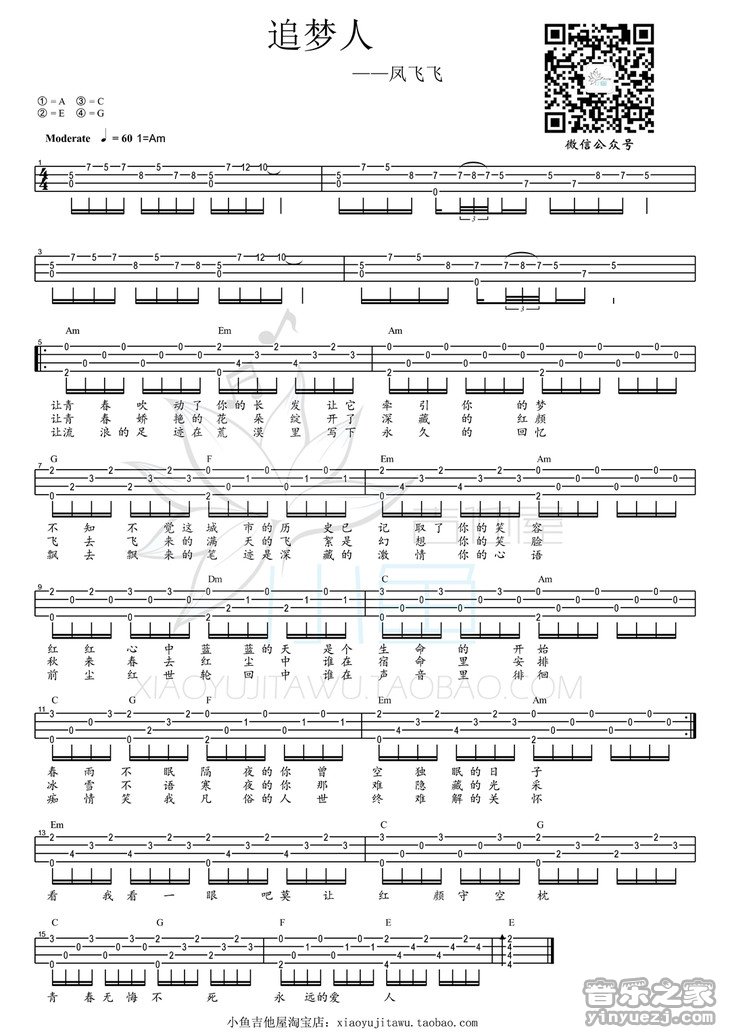 追梦人
——凤飞飞
① = A ③ = C
② = E ④ = G
Moderate ♩ = 60 1=Am
微信公众号
Am Em
让青春吹动了你的长发让它牵引你的梦
让青春娇艳的花朵绽开了深藏的红颜
让流浪的足迹在荒漠里写下永久的回忆
G F Em Am
不知不觉这城市的历史已记取了你的笑容
飞去飞来的满天的飞絮是幻想你的笑脸
飘去飘来的笔迹是深藏的激情你的心语
Dm C Am
红红心中蓝蓝的天是个生命的开始
秋来春去红尘中谁在宿命里安排
前尘红世轮回中谁在声音里徘徊
C G F Em Am
春雨不眠隔夜的你曾空独眠的日子
冰雪不语寒夜的你那难隐藏的光采
痴情笑我凡俗的人世终难解的关怀
Em C G
看我看一眼吧莫让红颜守空枕
C G F E E
青春无悔不死永远的爱人
小鱼吉他屋
XIAOYUJITAWU.TAOBAO.COM
小鱼吉他屋淘宝店：xiaoyujitawu.taobao.com
音乐之家
yinyuezj.com